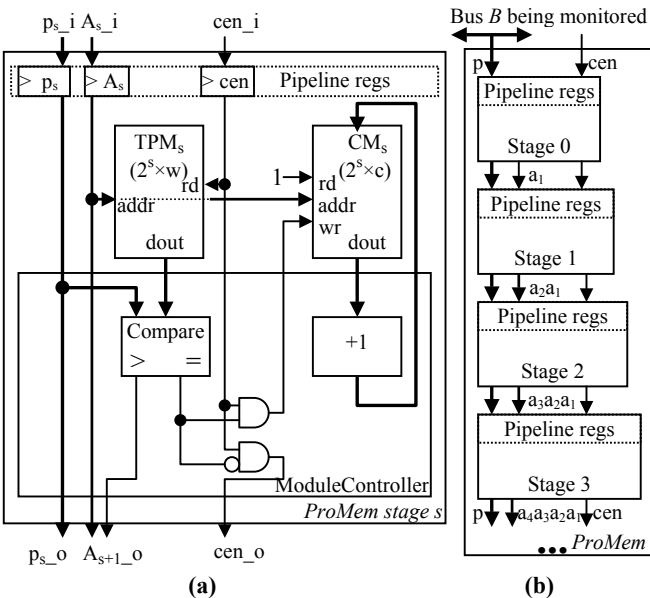 p_s_i A_s_i cen_i
> p_s > A_s > cen Pipeline regs
TPM_s
(2^s×w)
rd
addr
dout
CM_s
(2^s×c)
1
rd
addr
wr
dout
Compare
> =
+1
ModuleController
ProMem stage s
p_s_o A_s+1_o cen_o
(a)
Bus B being monitored
p cen
Pipeline regs
Stage 0
a_1
Pipeline regs
Stage 1
a_2a_1
Pipeline regs
Stage 2
a_3a_2a_1
Pipeline regs
Stage 3
p a_4a_3a_2a_1 cen
●●● ProMem
(b)